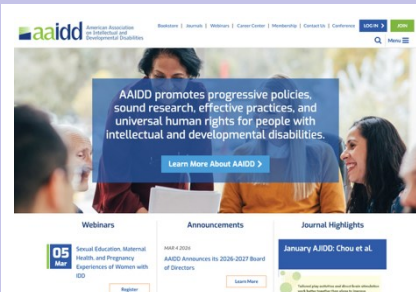 aaidd
American Association
on Intellectual and
Developmental Disabilities
Bookstore | Journals | Webinars | Career Center | Membership | Contact Us | Conference
LOG IN >
JOIN
Menu
AAIDD promotes progressive policies,
sound research, effective practices, and
universal human rights for people with
intellectual and developmental disabilities.
Learn More About AAIDD >
Webinars
05
Mar
Sexual Education, Maternal
Health, and Pregnancy
Experiences of Women with
IDD
Register
Announcements
MAR 4 2026
AAIDD Announces its 2026-2027 Board
of Directors
Learn More
Journal Highlights
January AJIDD: Chou et al.